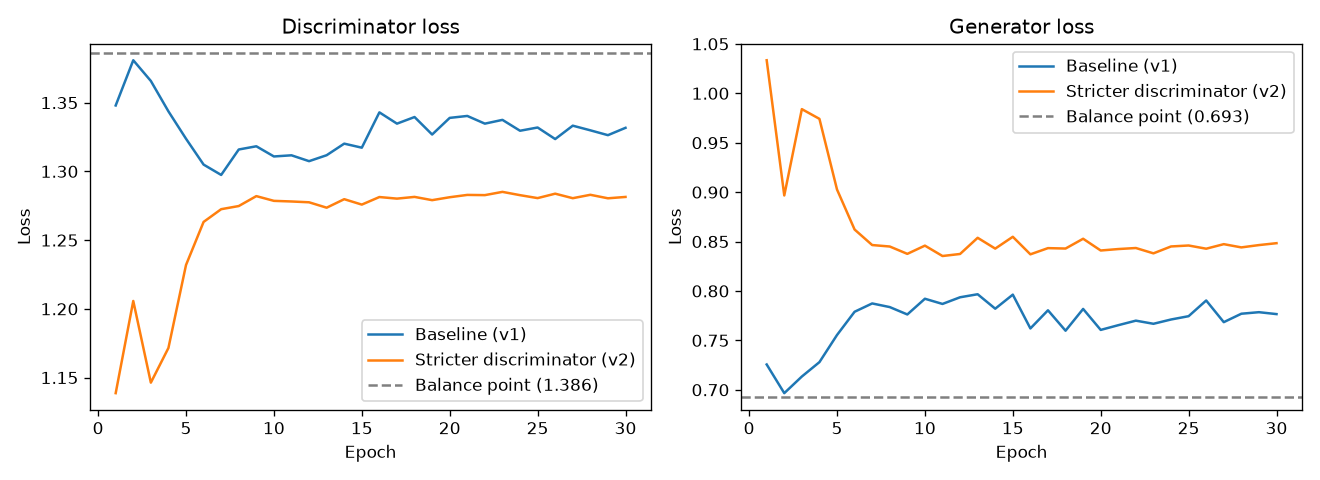 Discriminator loss
1.35
1.30
1.25
1.20
1.15
Loss
0
5
10
15
20
25
30
Epoch
Baseline (v1)
Stricter discriminator (v2)
Balance point (1.386)
Generator loss
1.05
1.00
0.95
0.90
0.85
0.80
0.75
0.70
Loss
0
5
10
15
20
25
30
Epoch
Baseline (v1)
Stricter discriminator (v2)
Balance point (0.693)